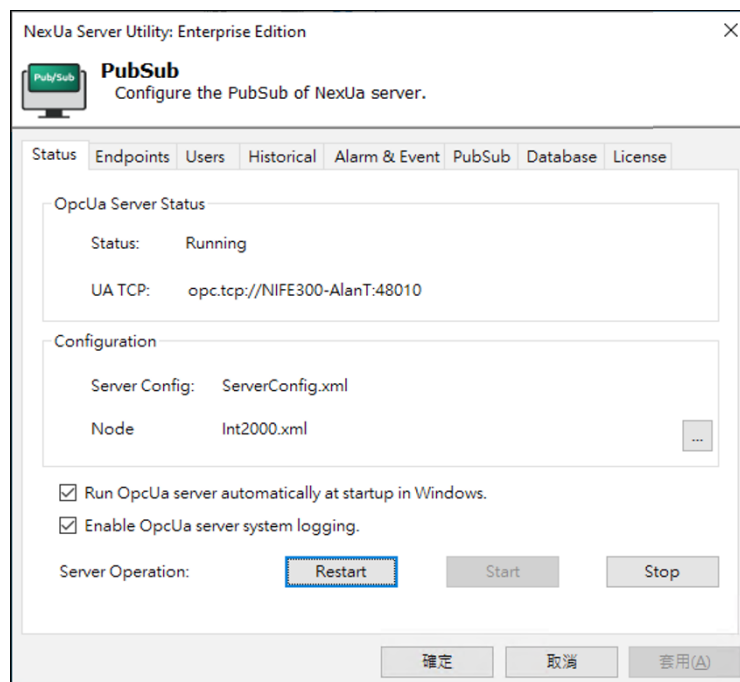 NexUa Server Utility: Enterprise Edition
Pub/Sub
PubSub
Configure the PubSub of NexUa server.
Status Endpoints Users Historical Alarm & Event PubSub Database License
OpcUa Server Status
Status: Running
UA TCP: opc.tcp://NIFE300-AlanT:48010
Configuration
Server Config: ServerConfig.xml
Node Int2000.xml
...
Run OpcUa server automatically at startup in Windows.
Enable OpcUa server system logging.
Server Operation: Restart Start Stop
確定 取消 套用(A)